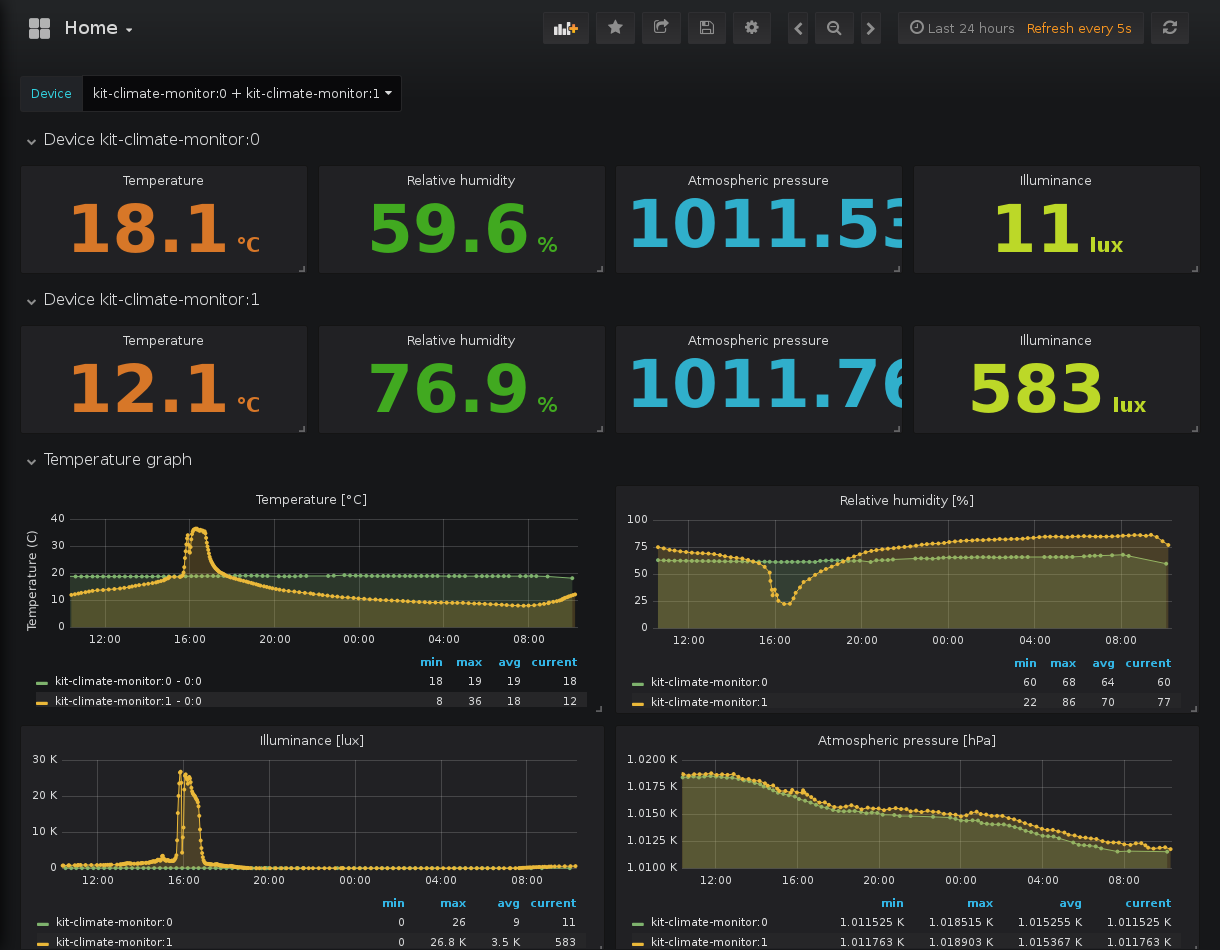 Home
Last 24 hours Refresh every 5s
Device kit-climate-monitor:0 + kit-climate-monitor:1
Device kit-climate-monitor:0
Temperature Relative humidity Atmospheric pressure Illuminance
18.1 °C 59.6 % 1011.53 11 lux
Device kit-climate-monitor:1
Temperature Relative humidity Atmospheric pressure Illuminance
12.1 °C 76.9 % 1011.76 583 lux
Temperature graph
Temperature [°C]
Temperature (C)
40
30
20
10
0
12:00 16:00 20:00 00:00 04:00 08:00
min max avg current
kit-climate-monitor:0 - 0:0 18 19 19 18
kit-climate-monitor:1 - 0:0 8 36 18 12
Relative humidity [%]
100
75
50
25
0
12:00 16:00 20:00 00:00 04:00 08:00
min max avg current
kit-climate-monitor:0 60 68 64 60
kit-climate-monitor:1 22 86 70 77
Illuminance [lux]
30 K
20 K
10 K
0
12:00 16:00 20:00 00:00 04:00 08:00
min max avg current
kit-climate-monitor:0 0 26 9 11
kit-climate-monitor:1 0 26.8 K 3.5 K 583
Atmospheric pressure [hPa]
1.0200 K
1.0175 K
1.0150 K
1.0125 K
1.0100 K
12:00 16:00 20:00 00:00 04:00 08:00
min max avg current
kit-climate-monitor:0 1.011525 K 1.018515 K 1.015255 K 1.011525 K
kit-climate-monitor:1 1.011763 K 1.018903 K 1.015367 K 1.011763 K